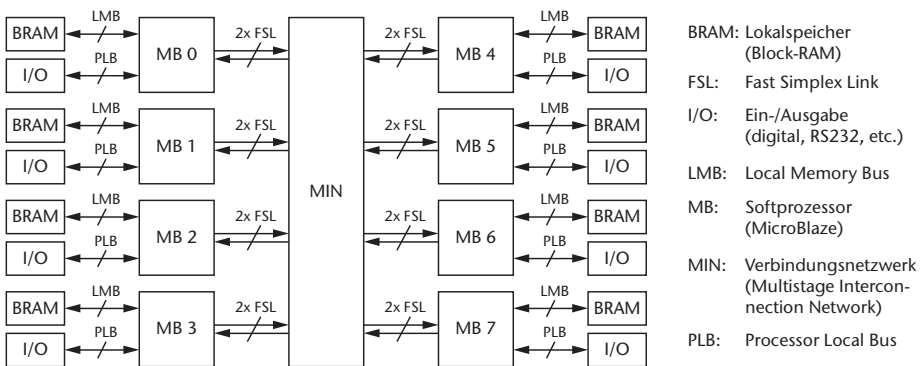 BRAM LMB MB 0 2x FSL MIN 2x FSL MB 4 LMB BRAM
I/O PLB PLB I/O
BRAM LMB MB 1 2x FSL 2x FSL MB 5 LMB BRAM
I/O PLB PLB I/O
BRAM LMB MB 2 2x FSL 2x FSL MB 6 LMB BRAM
I/O PLB PLB I/O
BRAM LMB MB 3 2x FSL 2x FSL MB 7 LMB BRAM
I/O PLB PLB I/O
BRAM: Lokalspeicher
(Block-RAM)
FSL: Fast Simplex Link
I/O: Ein-/Ausgabe
(digital, RS232, etc.)
LMB: Local Memory Bus
MB: Softprozessor
(MicroBlaze)
MIN: Verbindungsnetzwerk
(Multistage Intercon-
nection Network)
PLB: Processor Local Bus